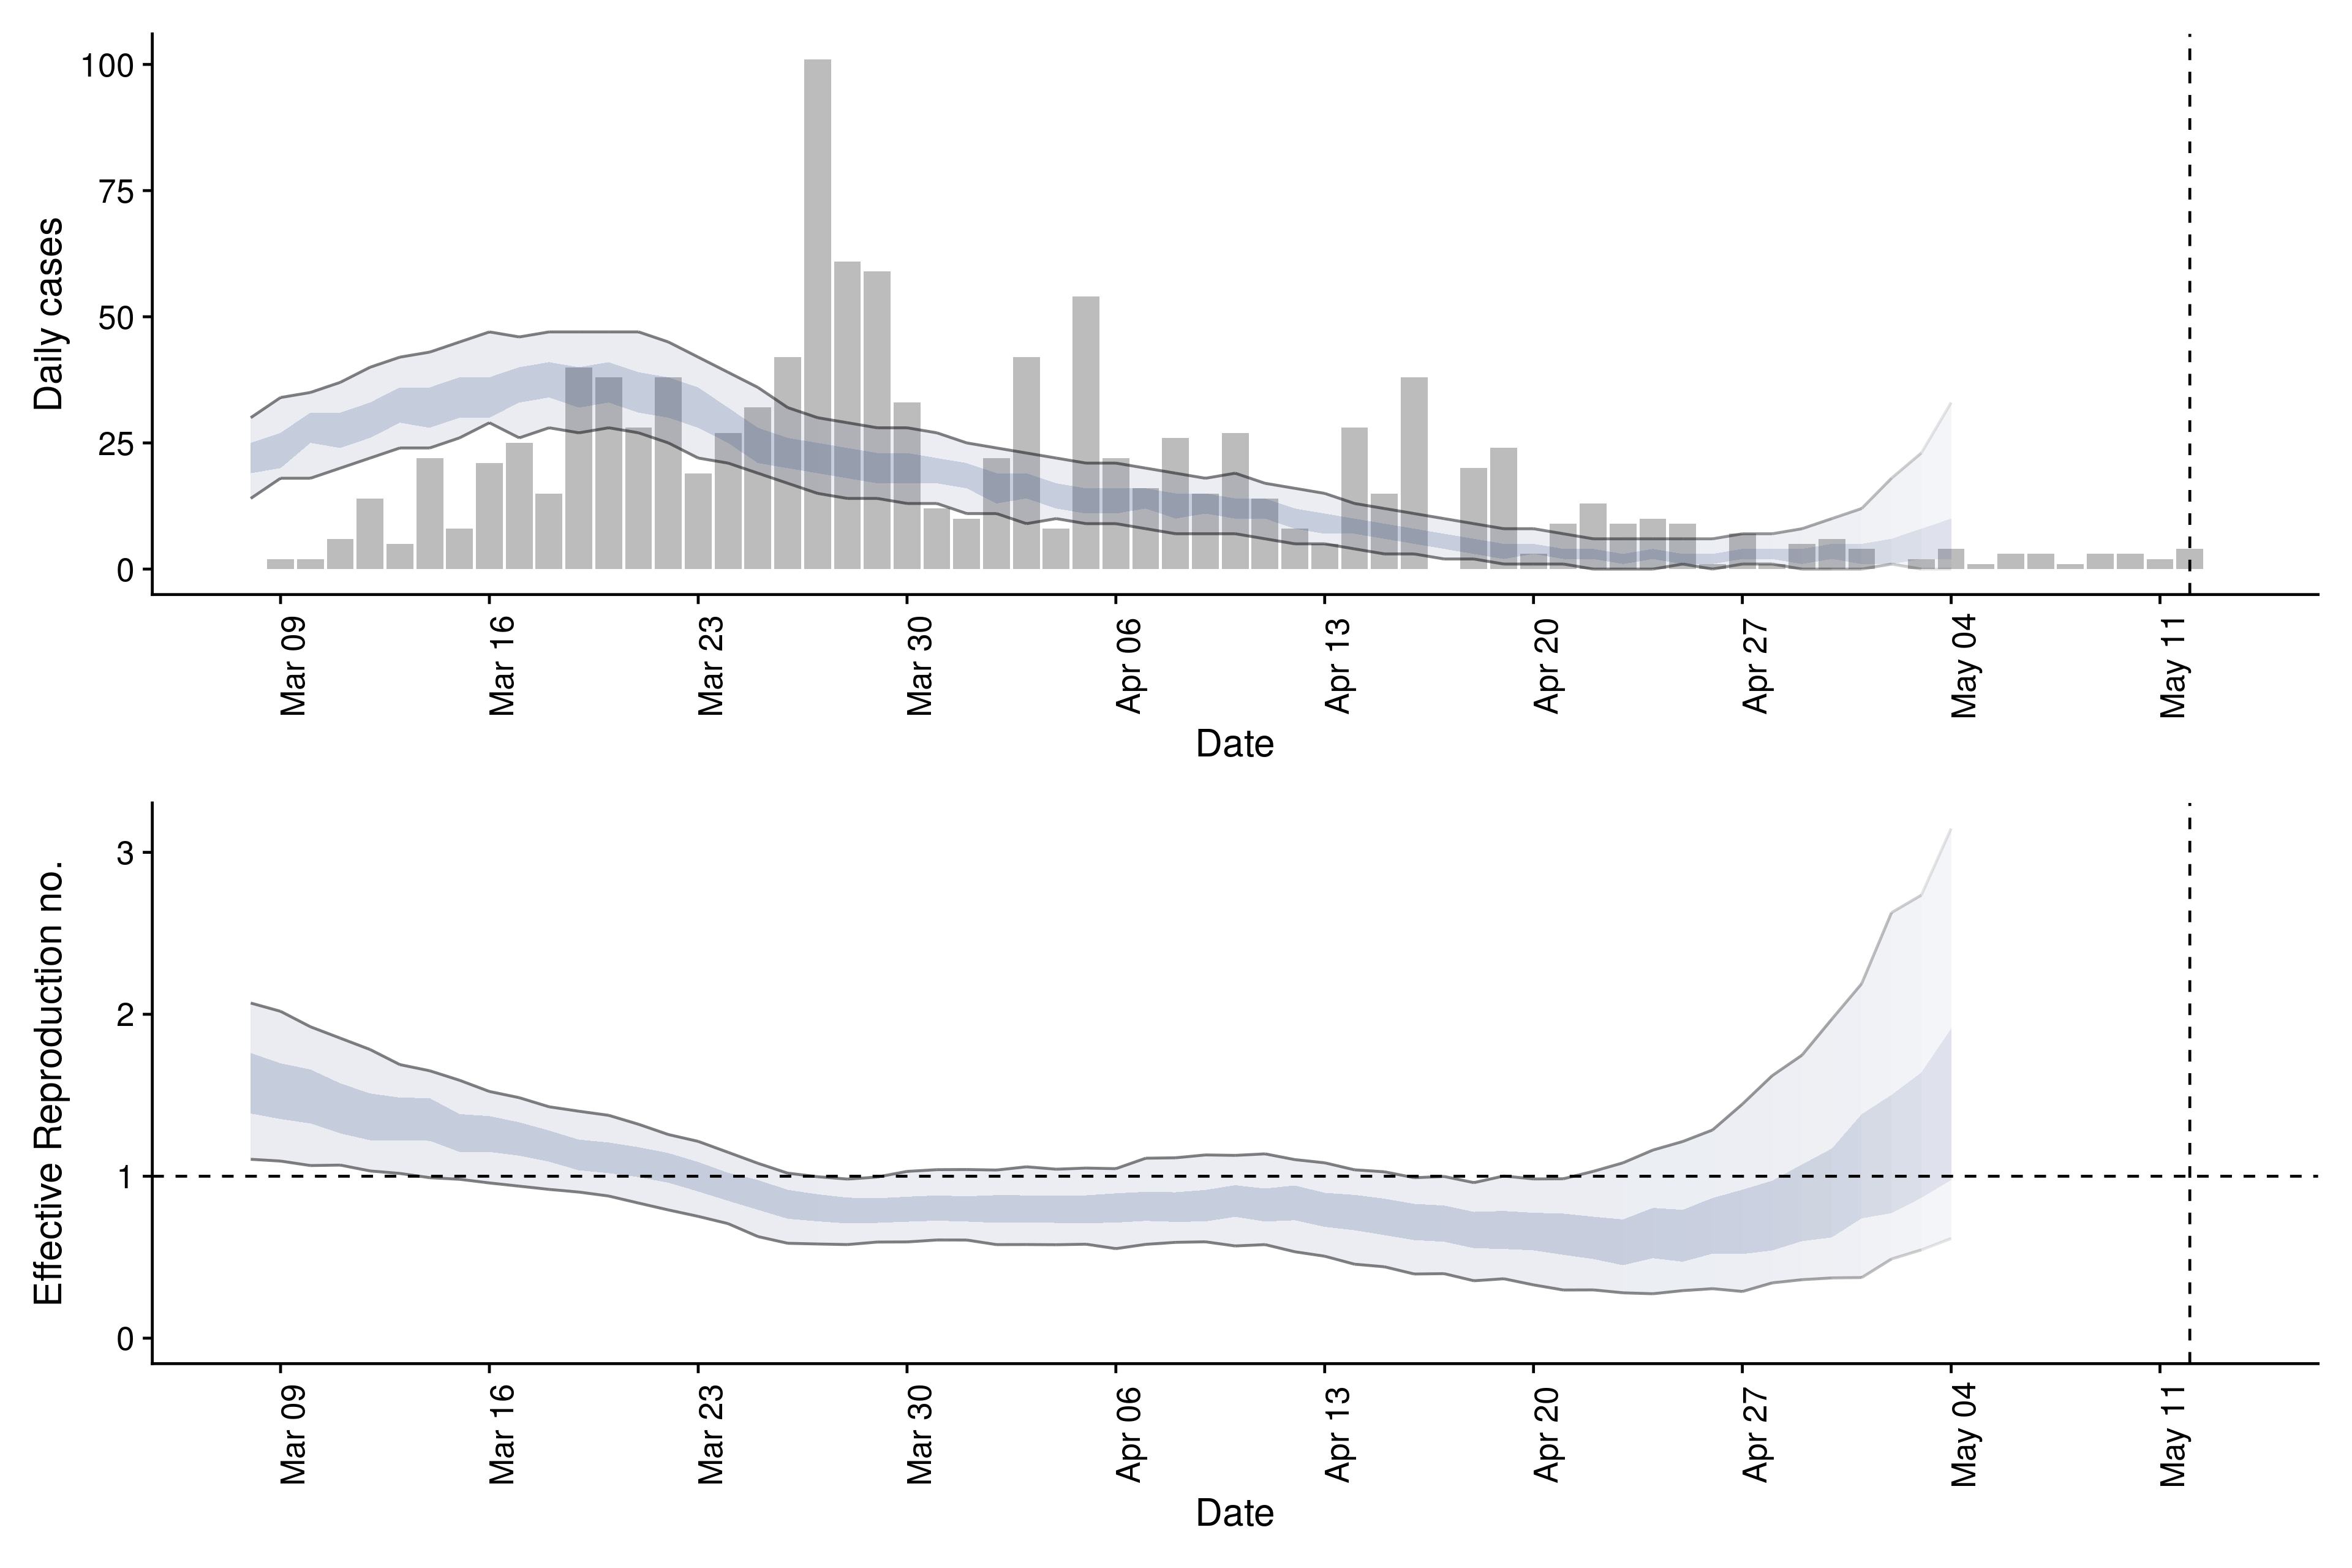 Daily cases
100
75
50
25
0
Mar 09
Mar 16
Mar 23
Mar 30
Apr 06
Apr 13
Apr 20
Apr 27
May 04
May 11
Date
Effective Reproduction no.
3
2
1
0
Mar 09
Mar 16
Mar 23
Mar 30
Apr 06
Apr 13
Apr 20
Apr 27
May 04
May 11
Date